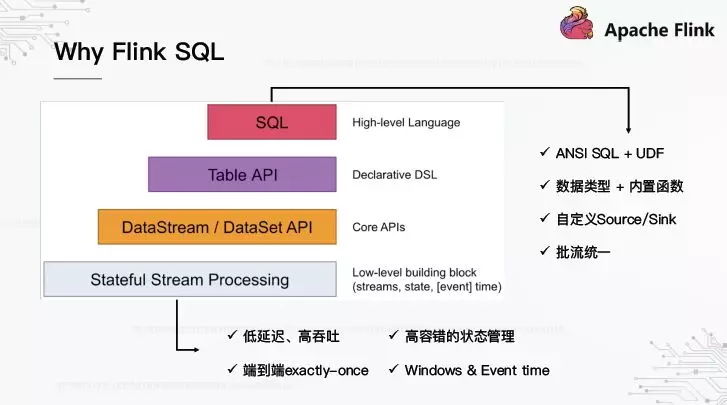 Apache Flink
Why Flink SQL
SQL
High-level Language
Table API
Declarative DSL
DataStream / DataSet API
Core APIs
Stateful Stream Processing
Low-level building block
(streams, state, [event] time)
✓ ANSI SQL + UDF
✓ 数据类型 + 内置函数
✓ 自定义Source/Sink
✓ 批流统一
✓ 低延迟、高吞吐
✓ 高容错的状态管理
✓ 端到端exactly-once
✓ Windows & Event time